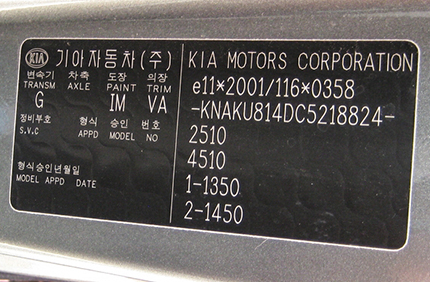 KIA 기아자동차(주)
변속기 차축 도장 의장
TRANSM AXLE PAINT TRIM
G IM VA
정비부호 형식 승인 번호
S.V.C APPD MODEL NO
형식승인년월일
MODEL APPD DATE
KIA MOTORS CORPORATION
e11*2001/116*0358
-KNAKU814DC5218824-
2510
4510
1-1350
2-1450